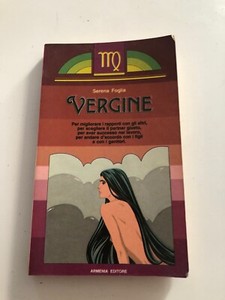 Serena Foglia
VERGINE
Per migliorare i rapporti con gli altri,
per scegliere il partner giusto,
per aver successo nel lavoro,
per andare d'accordo con i figli
e con i genitori.
ARMENIA EDITORE